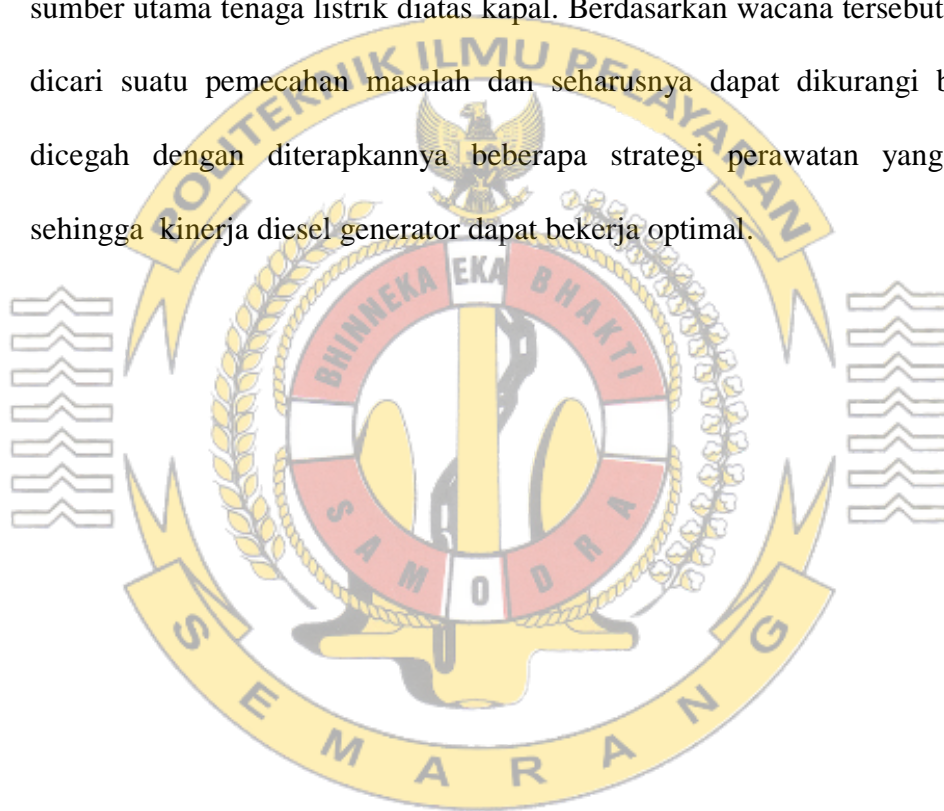 sumber utama tenaga listrik diatas kapal. Berdasarkan wacana tersebut
dicari suatu pemecahan masalah dan seharusnya dapat dikurangi
dicegah dengan diterapkannya beberapa strategi perawatan yang
sehingga kinerja diesel generator dapat bekerja optimal.
POLITEKNIK ILMU PELAYARAN
BHINNEKA EKA BHAKTI
SAMODRA
SEMARANG